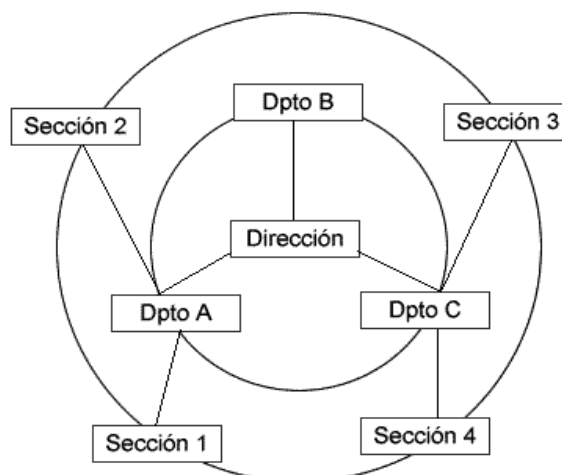 Dpto B
Sección 2
Sección 3
Dirección
Dpto A
Dpto C
Sección 1
Sección 4